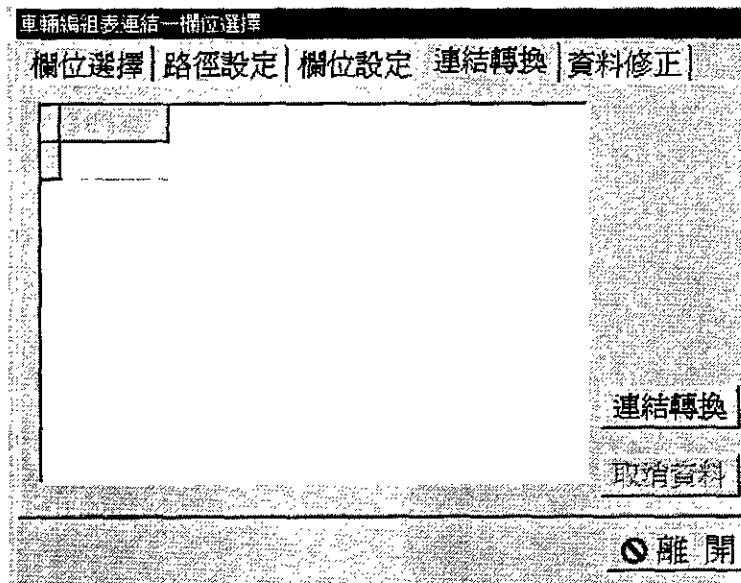 車輛編組表連結—欄位選擇
欄位選擇 路徑設定 欄位設定 連結轉換 資料修正
連結轉換
取消資料
離 開